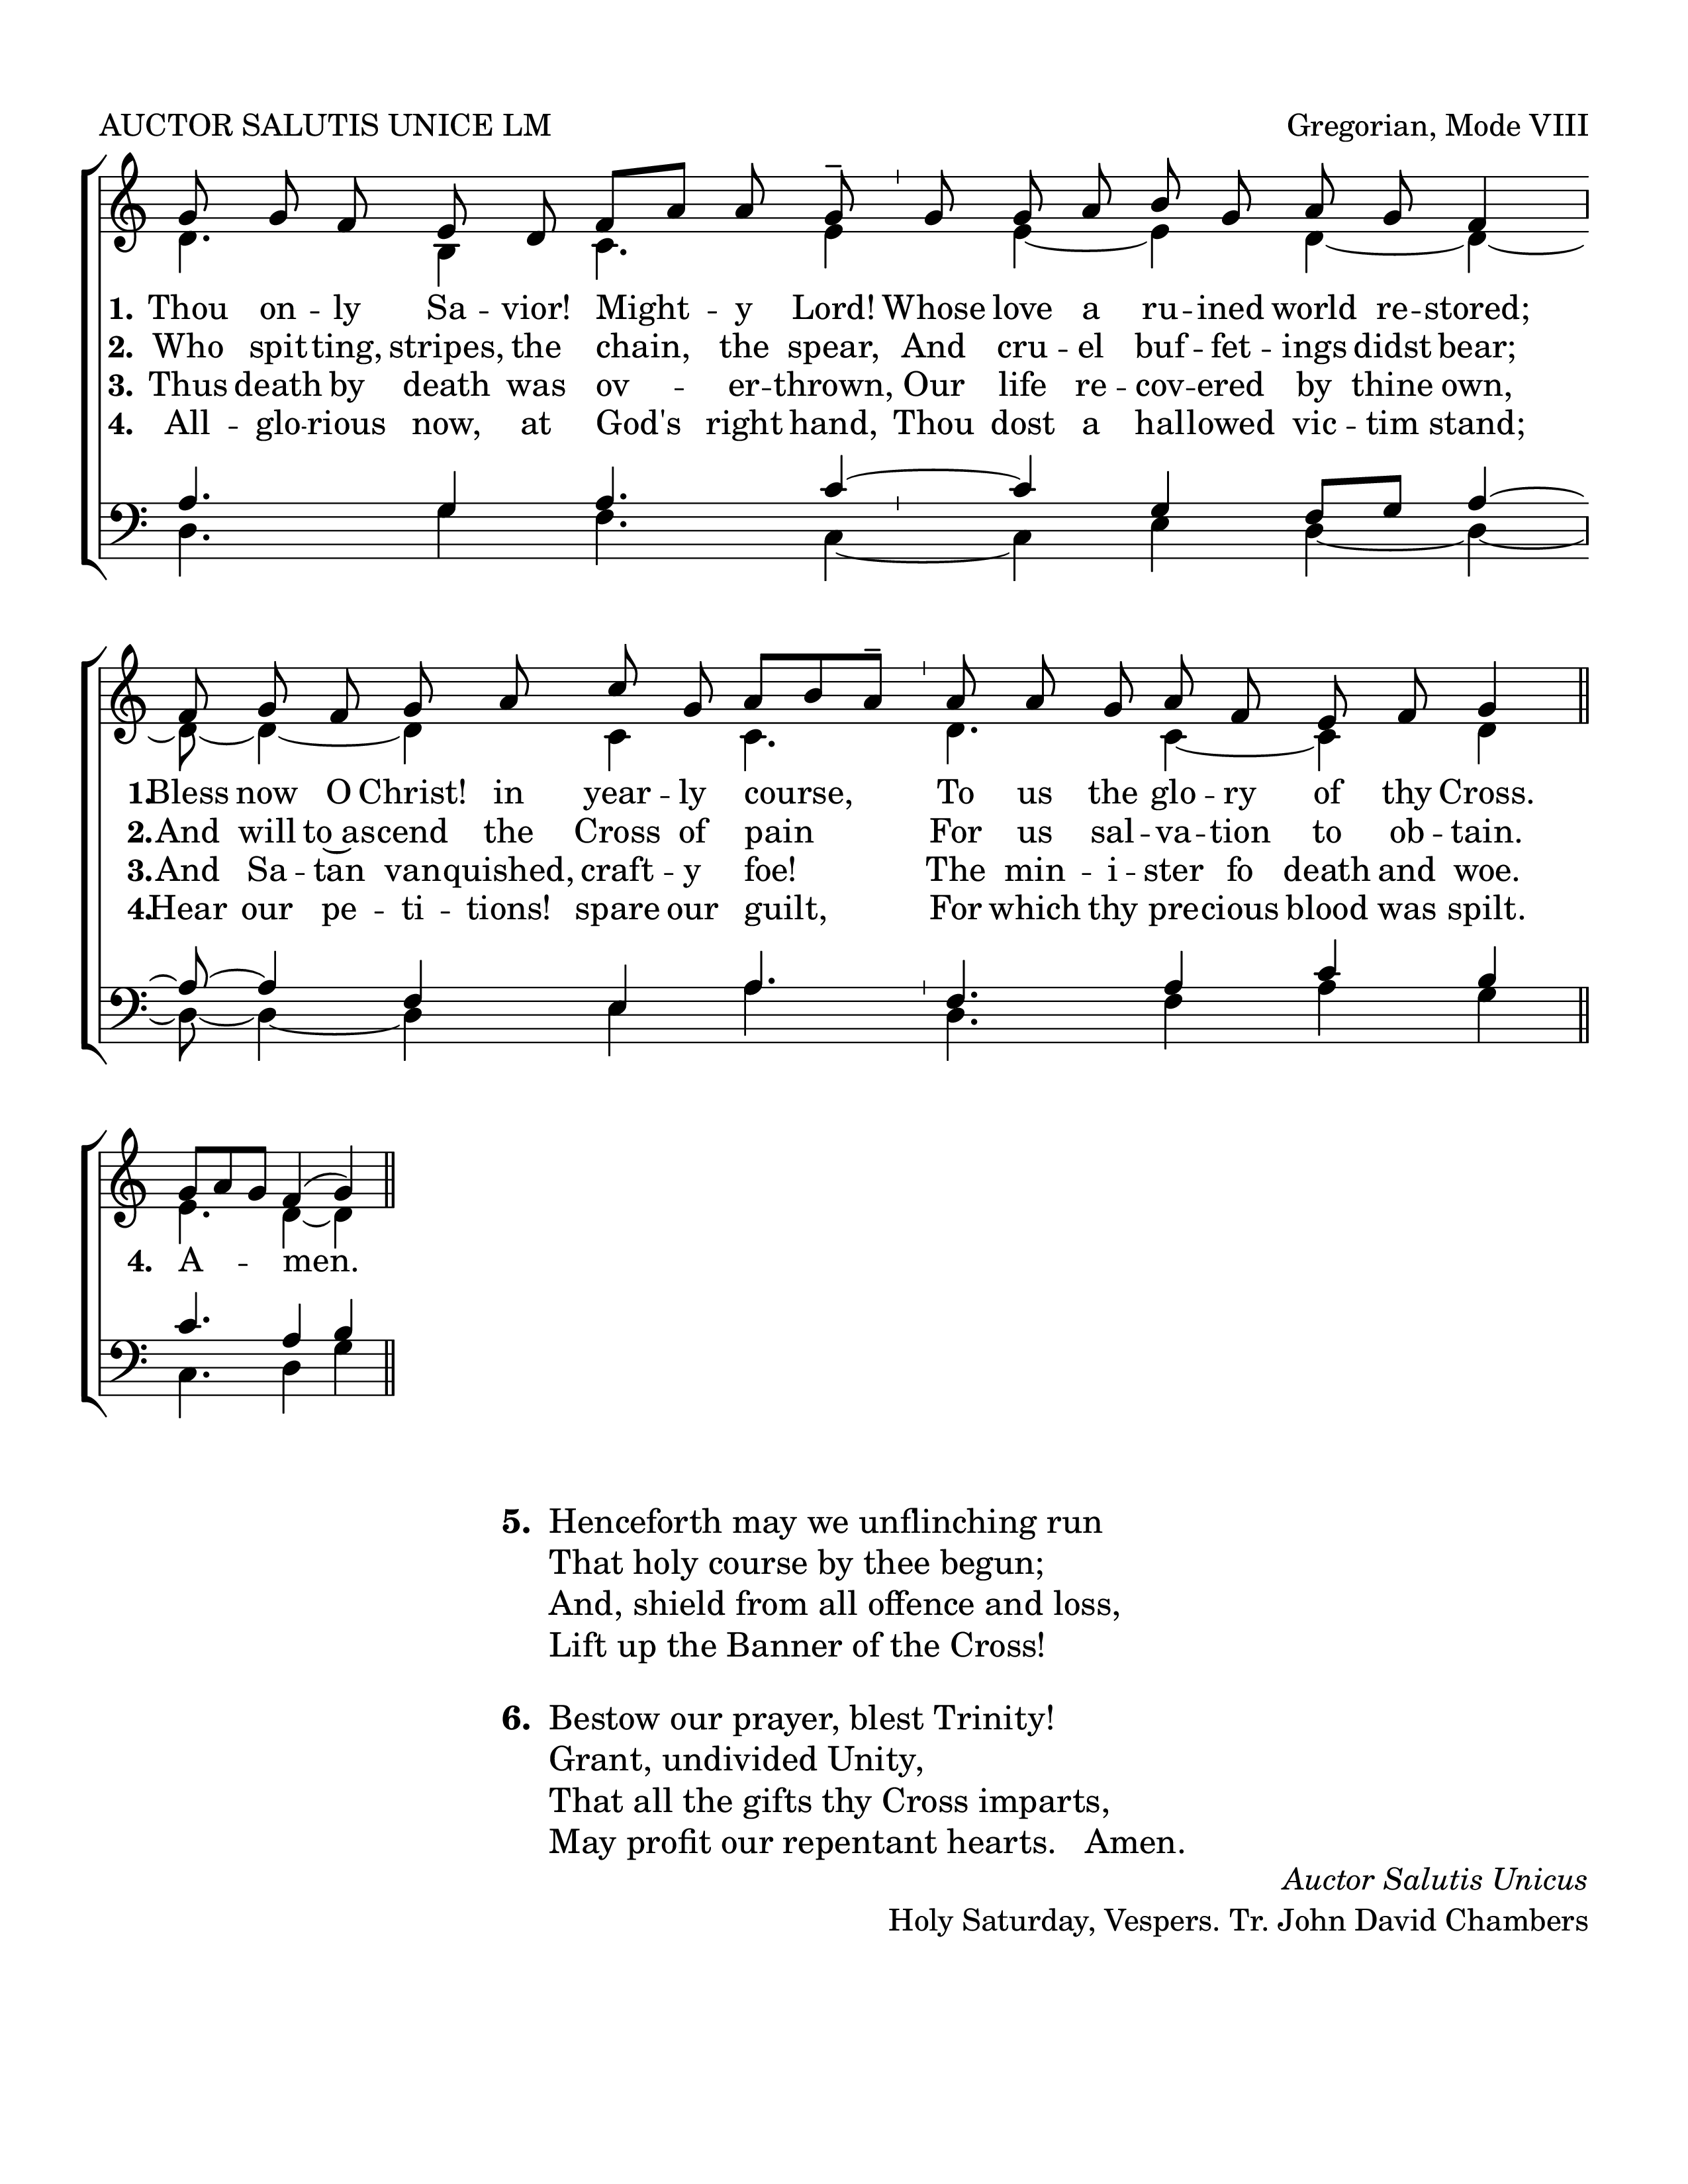 AUCTOR SALUTIS UNICE LM
Gregorian, Mode VIII
1. Thou on -- ly Sa -- vior! Might -- y Lord! Whose love a ru -- ined world re -- stored;
2. Who spitting, stripes, the chain, the spear, And cru -- el buf -- fet -- ings didst bear;
3. Thus death by death was ov -- er -- thrown, Our life re -- cov -- ered by thine own,
4. All -- glo -- rious now, at God's right hand, Thou dost a hallowed vic -- tim stand;
1. Bless now O Christ! in year -- ly course, To us the glo -- ry of thy Cross.
2. And will to‿ascend the Cross of pain For us sal -- va -- tion to ob -- tain.
3. And Sa -- tan vanquished, craft -- y foe! The min -- i -- ster fo death and woe.
4. Hear our pe -- ti -- tions! spare our guilt, For which thy precious blood was spilt.
4. A -- men.
5. Henceforth may we unflinching run
That holy course by thee begun;
And, shield from all offence and loss,
Lift up the Banner of the Cross!
6. Bestow our prayer, blest Trinity!
Grant, undivided Unity,
That all the gifts thy Cross imparts,
May profit our repentant hearts. Amen.
Auctor Salutis Unicus
Holy Saturday, Vespers. Tr. John David Chambers